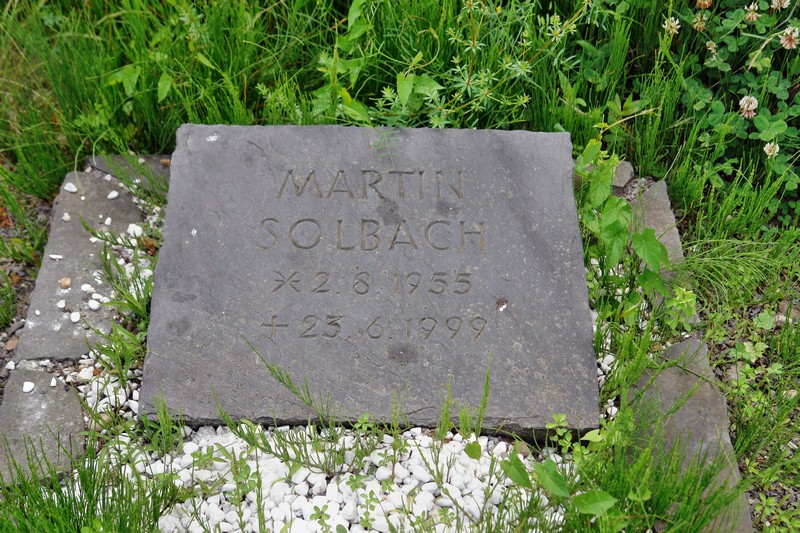 MARTIN
SOLBACH
* 2.8.1955
+ 23.6.1999